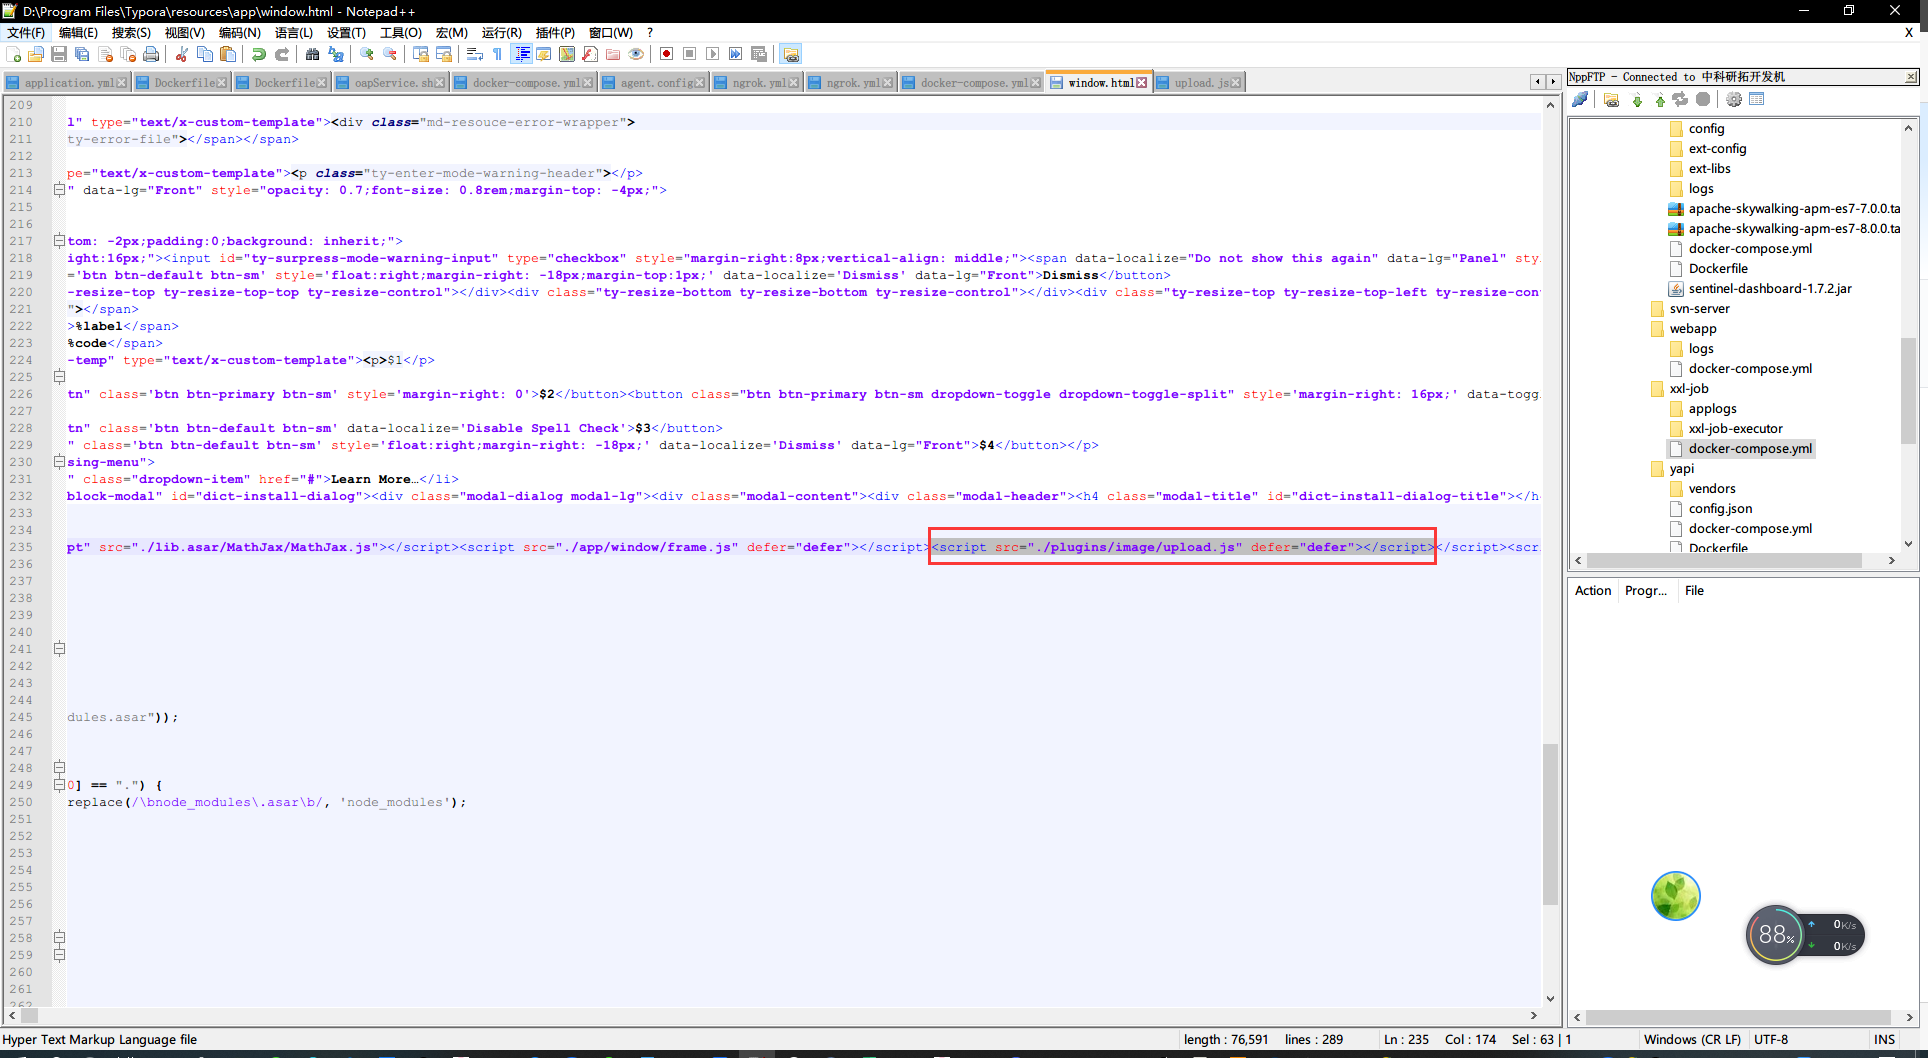 D:\Program Files\Typora\resources\app\window.html - Notepad++
文件(F) 编辑(E) 搜索(S) 视图(V) 编码(N) 语言(L) 设置(T) 工具(O) 宏(M) 运行(R) 插件(P) 窗口(W) ? X
application.yml Dockerfile Dockerfile oapService.sh docker-compose.yml agent.config ngrok.yml ngrok.yml docker-compose.yml window.html upload.js
209
210 l" type="text/x-custom-template"><div class="md-resouce-error-wrapper">
211 ty-error-file"></span></span>
212
213 pe="text/x-custom-template"><p class="ty-enter-mode-warning-header"></p>
214 " data-lg="Front" style="opacity: 0.7;font-size: 0.8rem;margin-top: -4px;">
215
216
217 tom: -2px;padding:0;background: inherit;">
218 ight:16px;"><input id="ty-surpress-mode-warning-input" type="checkbox" style="margin-right:8px;vertical-align: middle;"><span data-localize="Do not show this again" data-lg="Panel" sty
219 ='btn btn-default btn-sm' style='float:right;margin-right: -18px;margin-top:1px;' data-localize='Dismiss' data-lg="Front">Dismiss</button>
220 -resize-top ty-resize-top-top ty-resize-control"></div><div class="ty-resize-bottom ty-resize-bottom ty-resize-control"></div><div class="ty-resize-top ty-resize-top-left ty-resize-con
221 "></span>
222 >%label</span>
223 %code</span>
224 -temp" type="text/x-custom-template"><p>$1</p>
225
226 tn" class='btn btn-primary btn-sm' style='margin-right: 0'>$2</button><button class="btn btn-primary btn-sm dropdown-toggle dropdown-toggle-split" style='margin-right: 16px;' data-togg
227
228 tn" class='btn btn-default btn-sm' data-localize='Disable Spell Check'>$3</button>
229 " class='btn btn-default btn-sm' style='float:right;margin-right: -18px;' data-localize='Dismiss' data-lg="Front">$4</button></p>
230 sing-menu">
231 " class="dropdown-item" href="#">Learn More…</li>
232 block-modal" id="dict-install-dialog"><div class="modal-dialog modal-lg"><div class="modal-content"><div class="modal-header"><h4 class="modal-title" id="dict-install-dialog-title"></h
233
234
235 pt" src="./lib.asar/MathJax/MathJax.js"></script><script src="./app/window/frame.js" defer="defer"></script><script src="./plugins/image/upload.js" defer="defer"></script></script><scr
236
237
238
239
240
241
242
243
244
245 dules.asar"));
246
247
248
249 0] == ".") {
250 replace(/\bnode_modules\.asar\b/, 'node_modules');
251
252
253
254
255
256
257
258
259
260
261
262
NppFTP - Connected to 中科研拓开发机
config
ext-config
ext-libs
logs
apache-skywalking-apm-es7-7.0.0.ta
apache-skywalking-apm-es7-8.0.0.ta
docker-compose.yml
Dockerfile
sentinel-dashboard-1.7.2.jar
svn-server
webapp
logs
docker-compose.yml
xxl-job
applogs
xxl-job-executor
docker-compose.yml
yapi
vendors
config.json
docker-compose.yml
Dockerfile
Action Progr... File
88%
0K/s
0K/s
Hyper Text Markup Language file length : 76,591 lines : 289 Ln : 235 Col : 174 Sel : 63 | 1 Windows (CR LF) UTF-8 INS